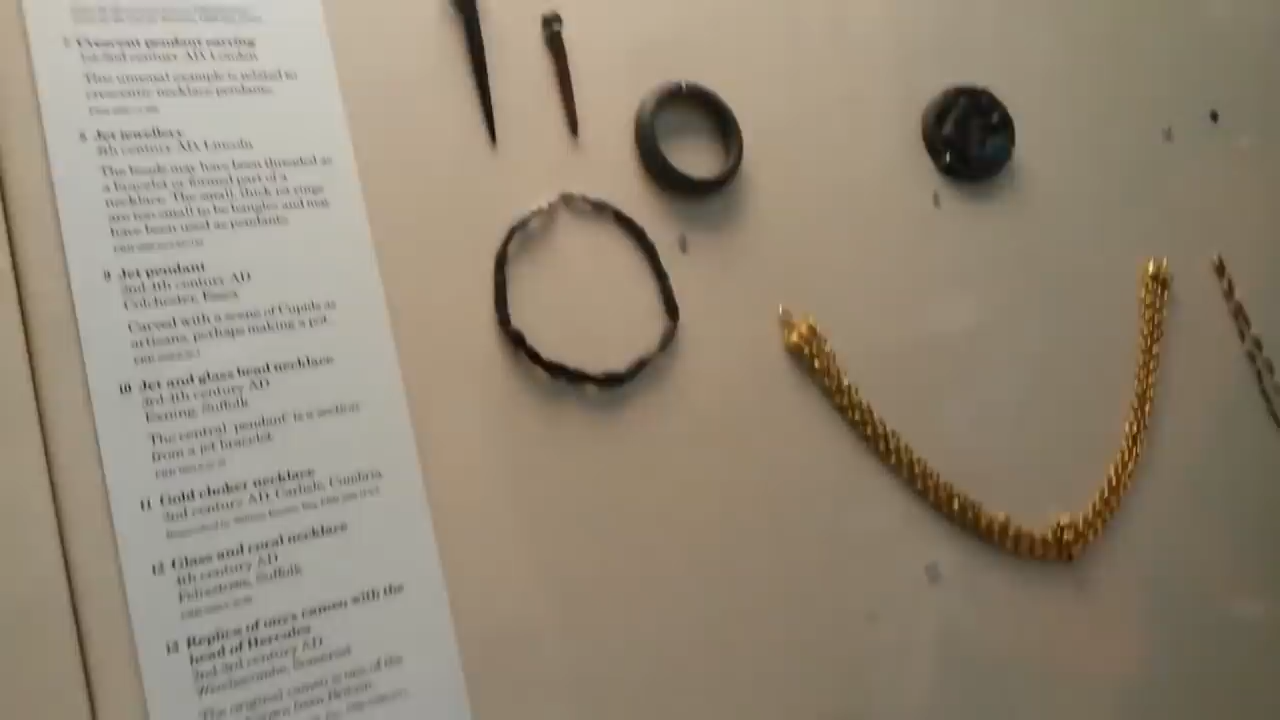 7 Crescent pendant earring
1st-2nd century AD, London
This unusual example is related to
crescentic necklace pendants.
8 Jet jewellery
4th century AD, Lincoln
The beads may have been threaded as
a bracelet or formed part of a
necklace. The small, thick jet rings
are too small to be bangles and may
have been used as pendants.
9 Jet pendant
3rd-4th century AD
Colchester, Essex
Carved with a scene of Cupids as
artisans, perhaps making a pot.
10 Jet and glass bead necklace
3rd-4th century AD
Exning, Suffolk
The central 'pendant' is a section
from a jet bracelet.
11 Gold choker necklace
2nd century AD, Carlisle, Cumbria
12 Glass and coral necklace
4th century AD
Felixstowe, Suffolk
13 Replica of onyx cameo with the
head of Hercules
2nd-3rd century AD
Somerset
The original cameo is one of the
from Britain